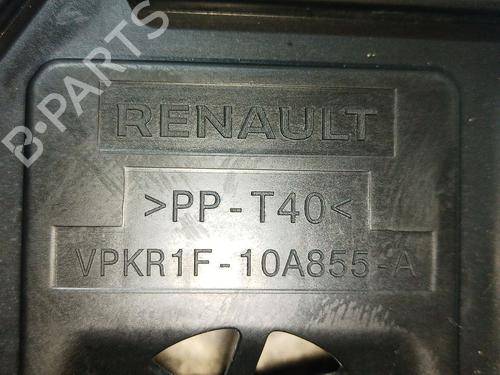 B-PARTS
RENAULT
>PP-T40<
VPKR1F-10A855-A